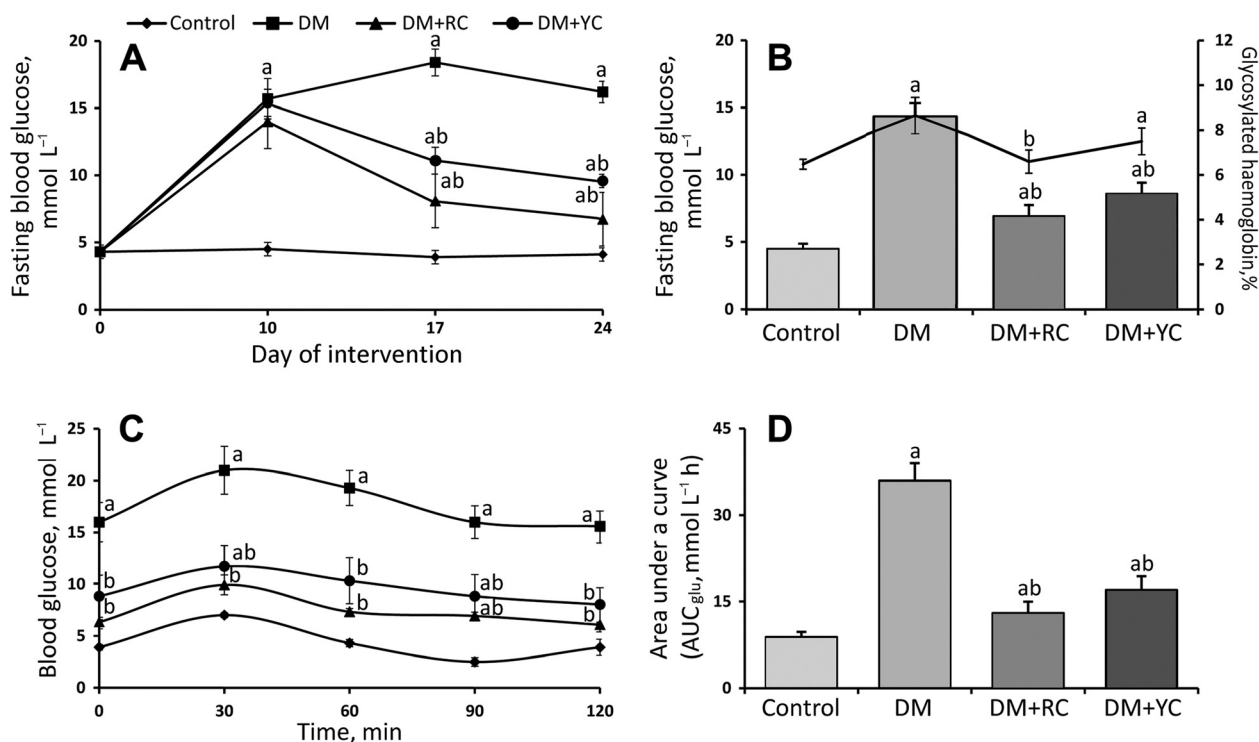 Control DM DM+RC DM+YC
A
Fasting blood glucose,
mmol L⁻¹
20
15
10
5
0
a
a
a
ab
ab
ab
ab
0 10 17 24
Day of intervention
B
Fasting blood glucose,
mmol L⁻¹
20
15
10
5
0
a
b
a
ab
ab
12
10
8
6
4
2
0
Glycosylated haemoglobin,%
Control DM DM+RC DM+YC
C
Blood glucose, mmol L⁻¹
25
20
15
10
5
0
a
a
a
a
a
b
ab
b
ab
b
b
b
b
ab
b
0 30 60 90 120
Time, min
D
Area under a curve
(AUC glu, mmol L⁻¹ h)
45
30
15
0
a
ab
ab
Control DM DM+RC DM+YC